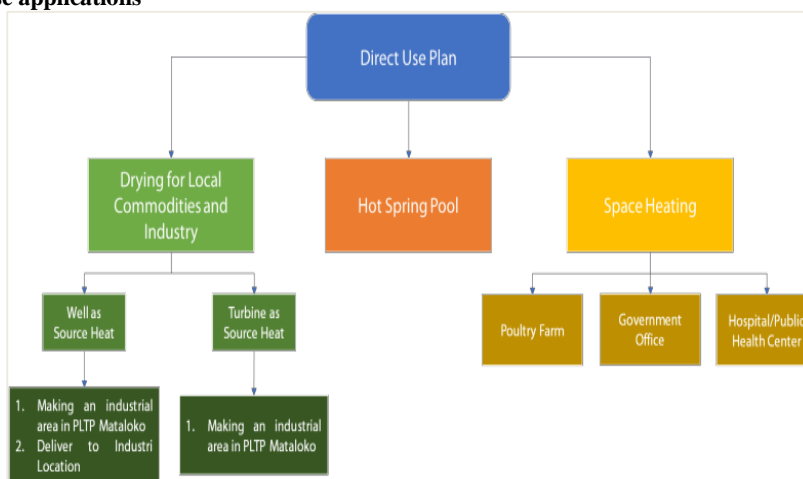 se applications
Direct Use Plan
Drying for Local
Commodities and
Industry
Hot Spring Pool
Space Heating
Well as
Source Heat
Turbine as
Source Heat
Poultry Farm
Government
Office
Hospital/Public
Health Center
1. Making an industrial
area in PLTP Mataloko
2. Deliver to Industri
Location
1. Making an industrial
area in PLTP Mataloko